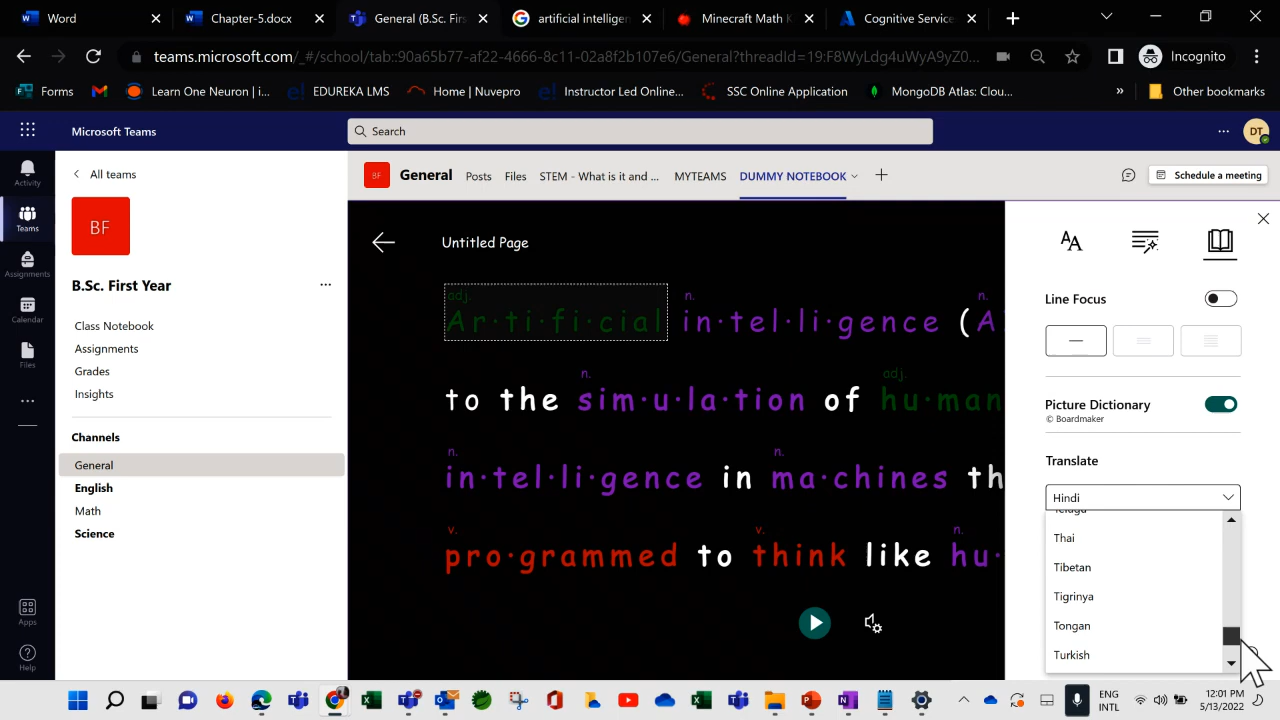 Word
Chapter-5.docx
General (B.Sc. Firs
artificial intelligen
Minecraft Math K
Cognitive Service
teams.microsoft.com/_#/school/tab::90a65b77-af22-4666-8c11-02a8f2b107e6/General?threadId=19:F8WyLdg4uWyA9yZ0...
Incognito
Forms
Learn One Neuron | i...
EDUREKA LMS
Home | Nuvepro
Instructor Led Online...
SSC Online Application
MongoDB Atlas: Clou...
»
Other bookmarks
Microsoft Teams
Search
DT
Activity
Teams
Assignments
Calendar
Files
Apps
Help
All teams
BF
B.Sc. First Year
Class Notebook
Assignments
Grades
Insights
Channels
General
English
Math
Science
BF General Posts Files STEM - What is it and ... MYTEAMS DUMMY NOTEBOOK
Schedule a meeting
Untitled Page
adj. n. n.
Ar·ti·fi·cial in·tel·li·gence (A
n. adj.
to the sim·u·la·tion of hu·man
n. n.
in·tel·li·gence in ma·chines th
v. v. n.
pro·grammed to think like hu·
Line Focus
Picture Dictionary
© Boardmaker
Translate
Hindi
Telugu
Thai
Tibetan
Tigrinya
Tongan
Turkish
ENG
INTL
12:01 PM
5/13/2022